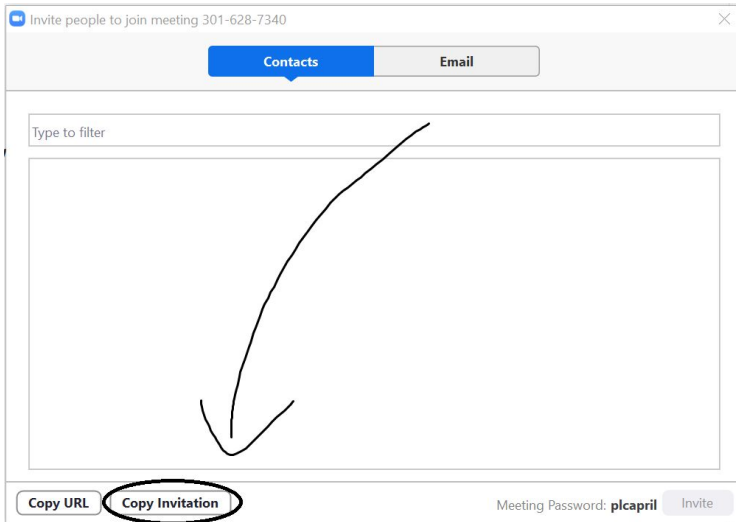 Invite people to join meeting 301-628-7340
Contacts Email
Type to filter
Copy URL Copy Invitation Meeting Password: plcapril Invite